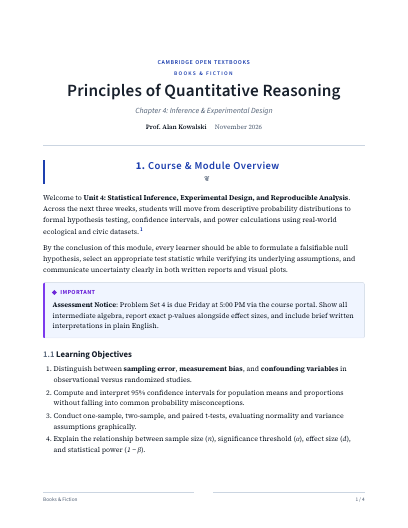 CAMBRIDGE OPEN TEXTBOOKS
BOOKS & FICTION
Principles of Quantitative Reasoning
Chapter 4: Inference & Experimental Design
Prof. Alan Kowalski November 2026
1. Course & Module Overview
❦
Welcome to Unit 4: Statistical Inference, Experimental Design, and Reproducible Analysis.
Across the next three weeks, students will move from descriptive probability distributions to
formal hypothesis testing, confidence intervals, and power calculations using real-world
ecological and civic datasets.¹
By the conclusion of this module, every learner should be able to formulate a falsifiable null
hypothesis, select an appropriate test statistic while verifying its underlying assumptions, and
communicate uncertainty clearly in both written reports and visual plots.
◆ IMPORTANT
Assessment Notice: Problem Set 4 is due Friday at 5:00 PM via the course portal. Show all
intermediate algebra, report exact p-values alongside effect sizes, and include brief written
interpretations in plain English.
1.1 Learning Objectives
1. Distinguish between sampling error, measurement bias, and confounding variables in
observational versus randomized studies.
2. Compute and interpret 95% confidence intervals for population means and proportions
without falling into common probability misconceptions.
3. Conduct one-sample, two-sample, and paired t-tests, evaluating normality and variance
assumptions graphically.
4. Explain the relationship between sample size (n), significance threshold (α), effect size (d),
and statistical power (1 − β).
Books & Fiction
1 / 4